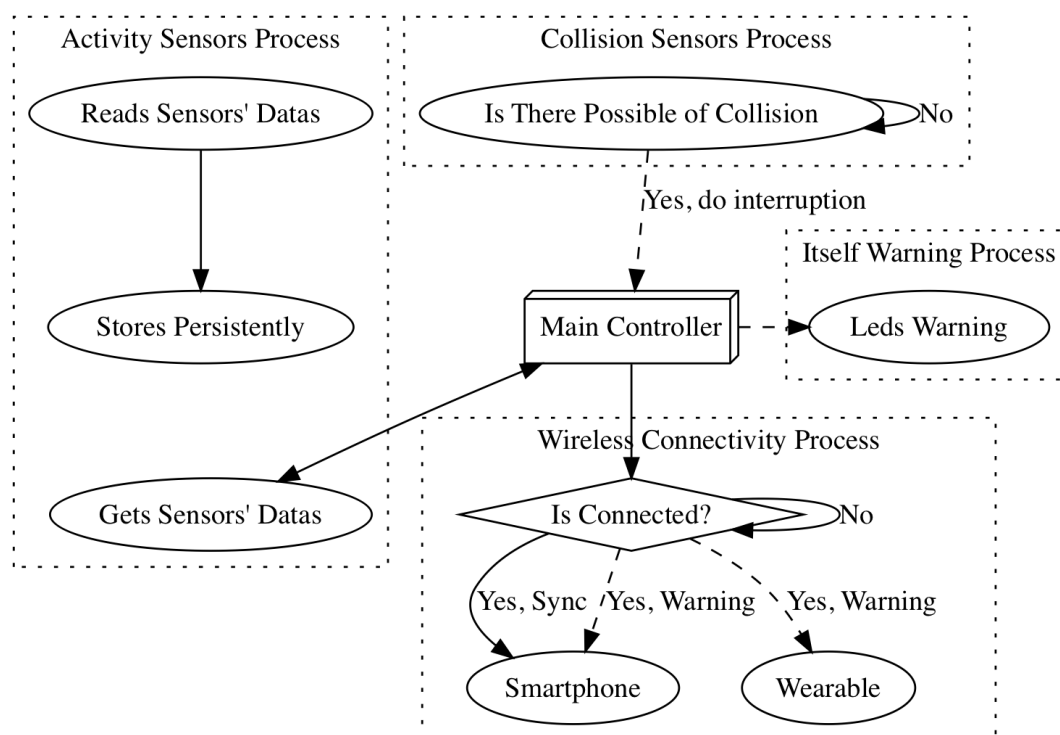 Activity Sensors Process
Reads Sensors' Datas
Stores Persistently
Gets Sensors' Datas
Collision Sensors Process
Is There Possible of Collision
No
Yes, do interruption
Main Controller
Itself Warning Process
Leds Warning
Wireless Connectivity Process
Is Connected?
No
Yes, Sync
Yes, Warning
Yes, Warning
Smartphone
Wearable